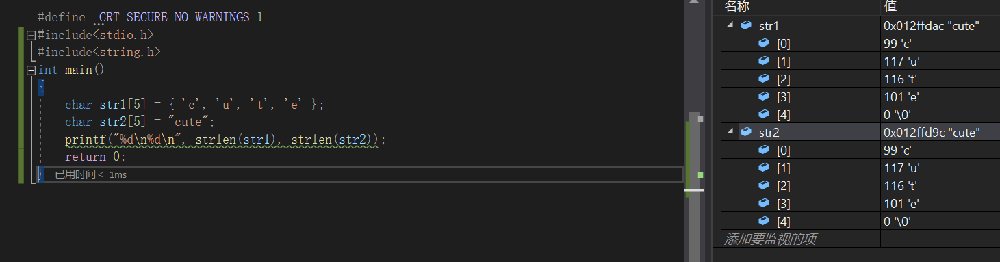 #define _CRT_SECURE_NO_WARNINGS 1
#include<stdio.h>
#include<string.h>
int main()
{
char str1[5] = { 'c', 'u', 't', 'e' };
char str2[5] = "cute";
printf("%d\n%d\n", strlen(str1), strlen(str2));
return 0;
} 已用时间 <= 1ms
名称 值
str1 0x012ffdac "cute"
[0] 99 'c'
[1] 117 'u'
[2] 116 't'
[3] 101 'e'
[4] 0 '\0'
str2 0x012ffd9c "cute"
[0] 99 'c'
[1] 117 'u'
[2] 116 't'
[3] 101 'e'
[4] 0 '\0'
添加要监视的项